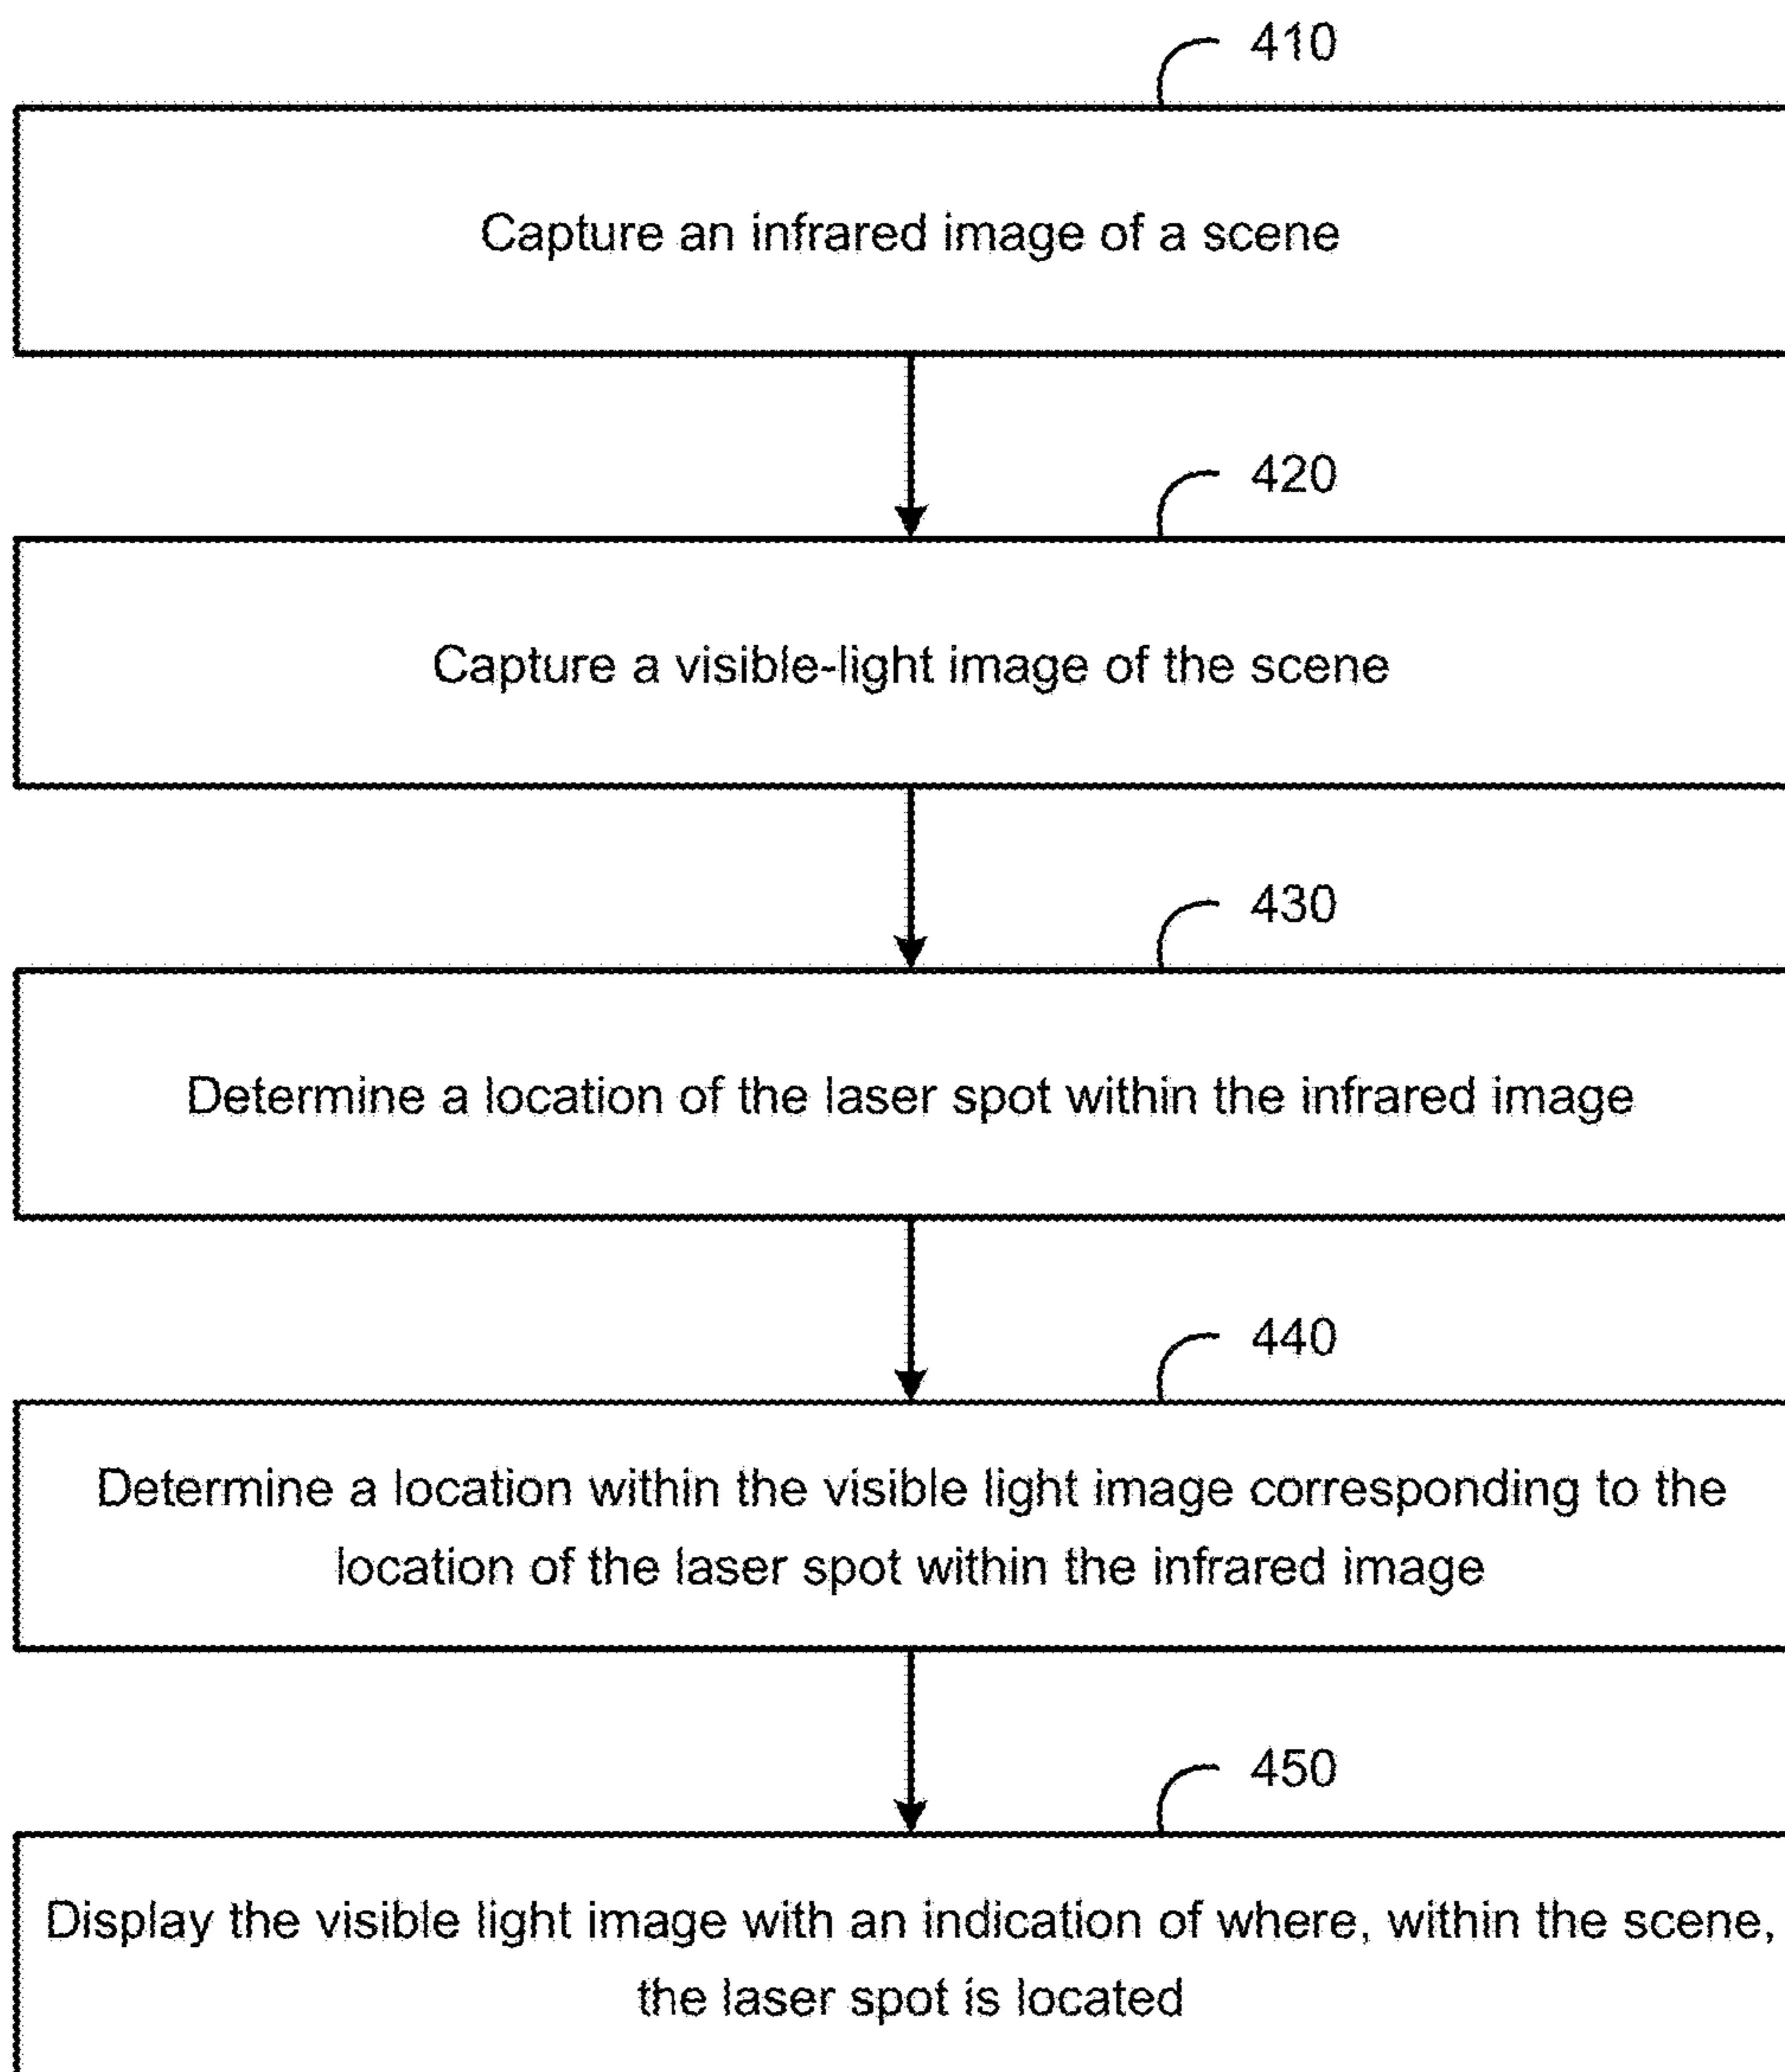 410
Capture an infrared image of a scene
420
Capture a visible-light image of the scene
430
Determine a location of the laser spot within the infrared image
440
Determine a location within the visible light image corresponding to the
location of the laser spot within the infrared image
450
Display the visible light image with an indication of where, within the scene,
the laser spot is located